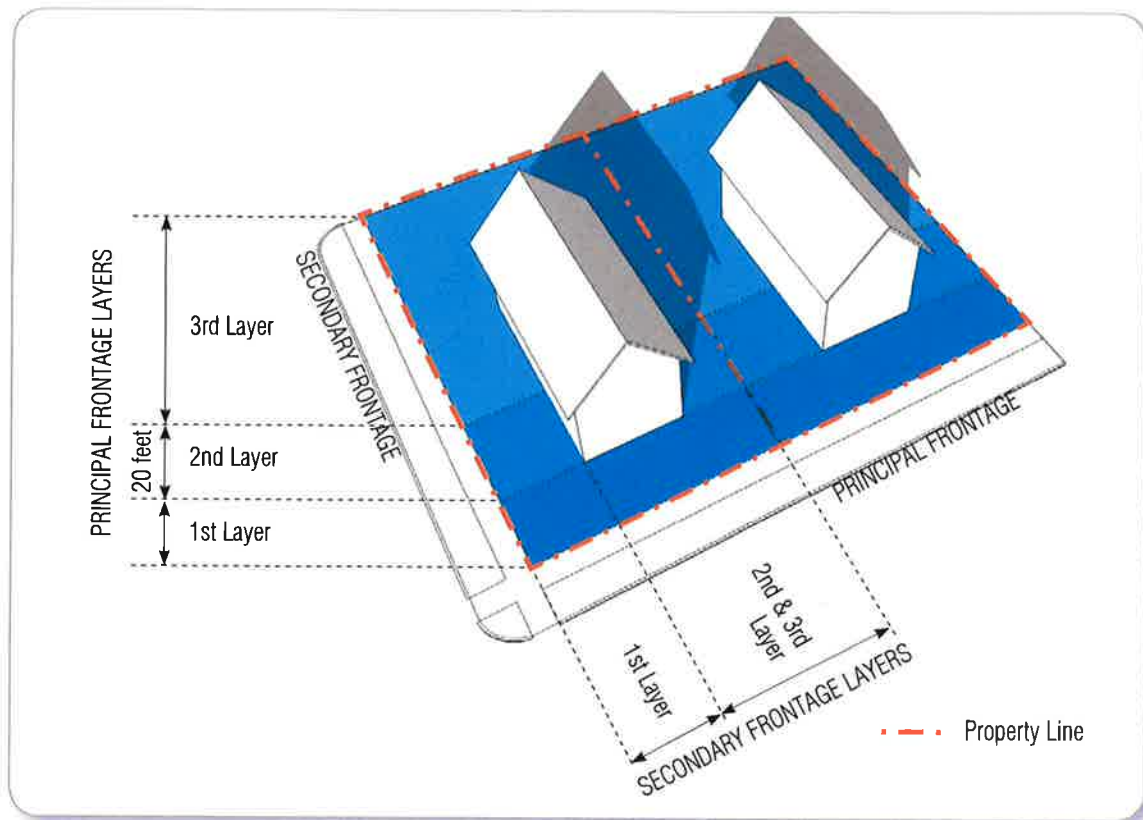 PRINCIPAL FRONTAGE LAYERS
3rd Layer
20 feet
2nd Layer
1st Layer
SECONDARY FRONTAGE
PRINCIPAL FRONTAGE
1st Layer
2nd & 3rd
Layer
SECONDARY FRONTAGE LAYERS
Property Line